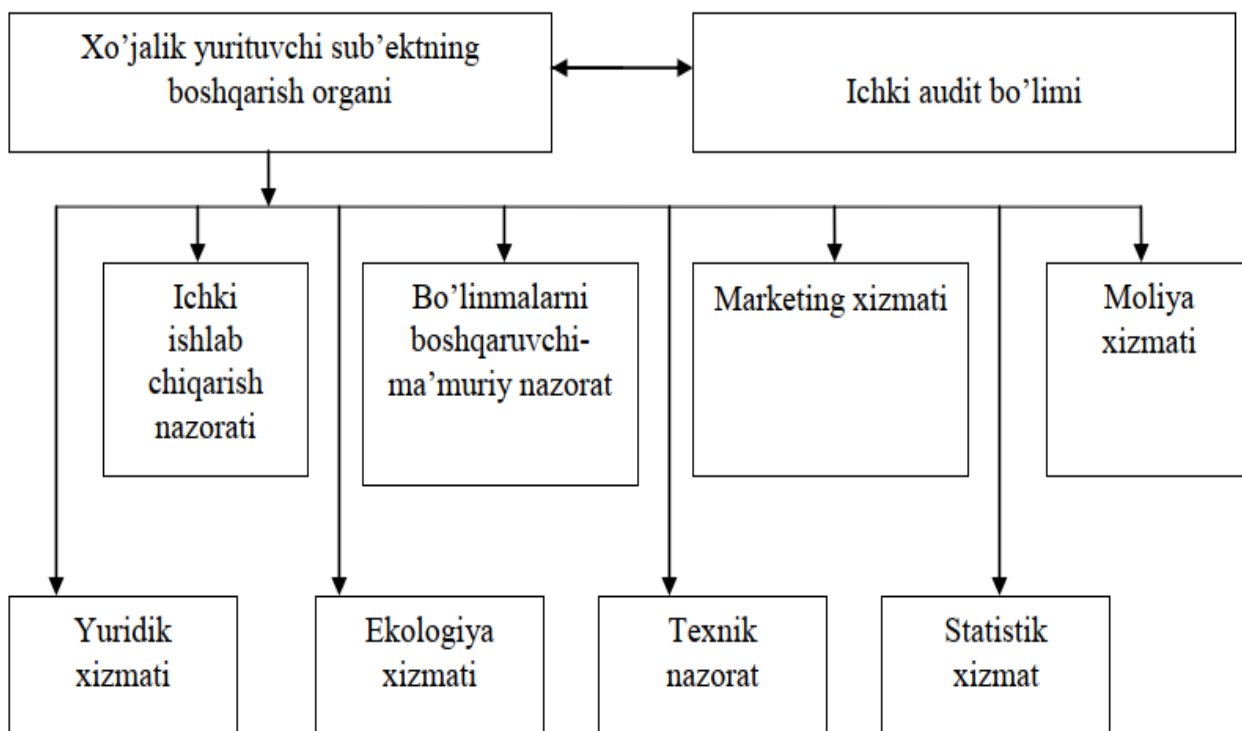 Xo’jalik yurituvchi sub’ektning
boshqarish organi
Ichki audit bo’limi
Ichki
ishlab
chiqarish
nazorati
Bo’linmalarni
boshqaruvchi-
ma’muriy nazorat
Marketing xizmati
Moliya
xizmati
Yuridik
xizmati
Ekologiya
xizmati
Texnik
nazorat
Statistik
xizmat